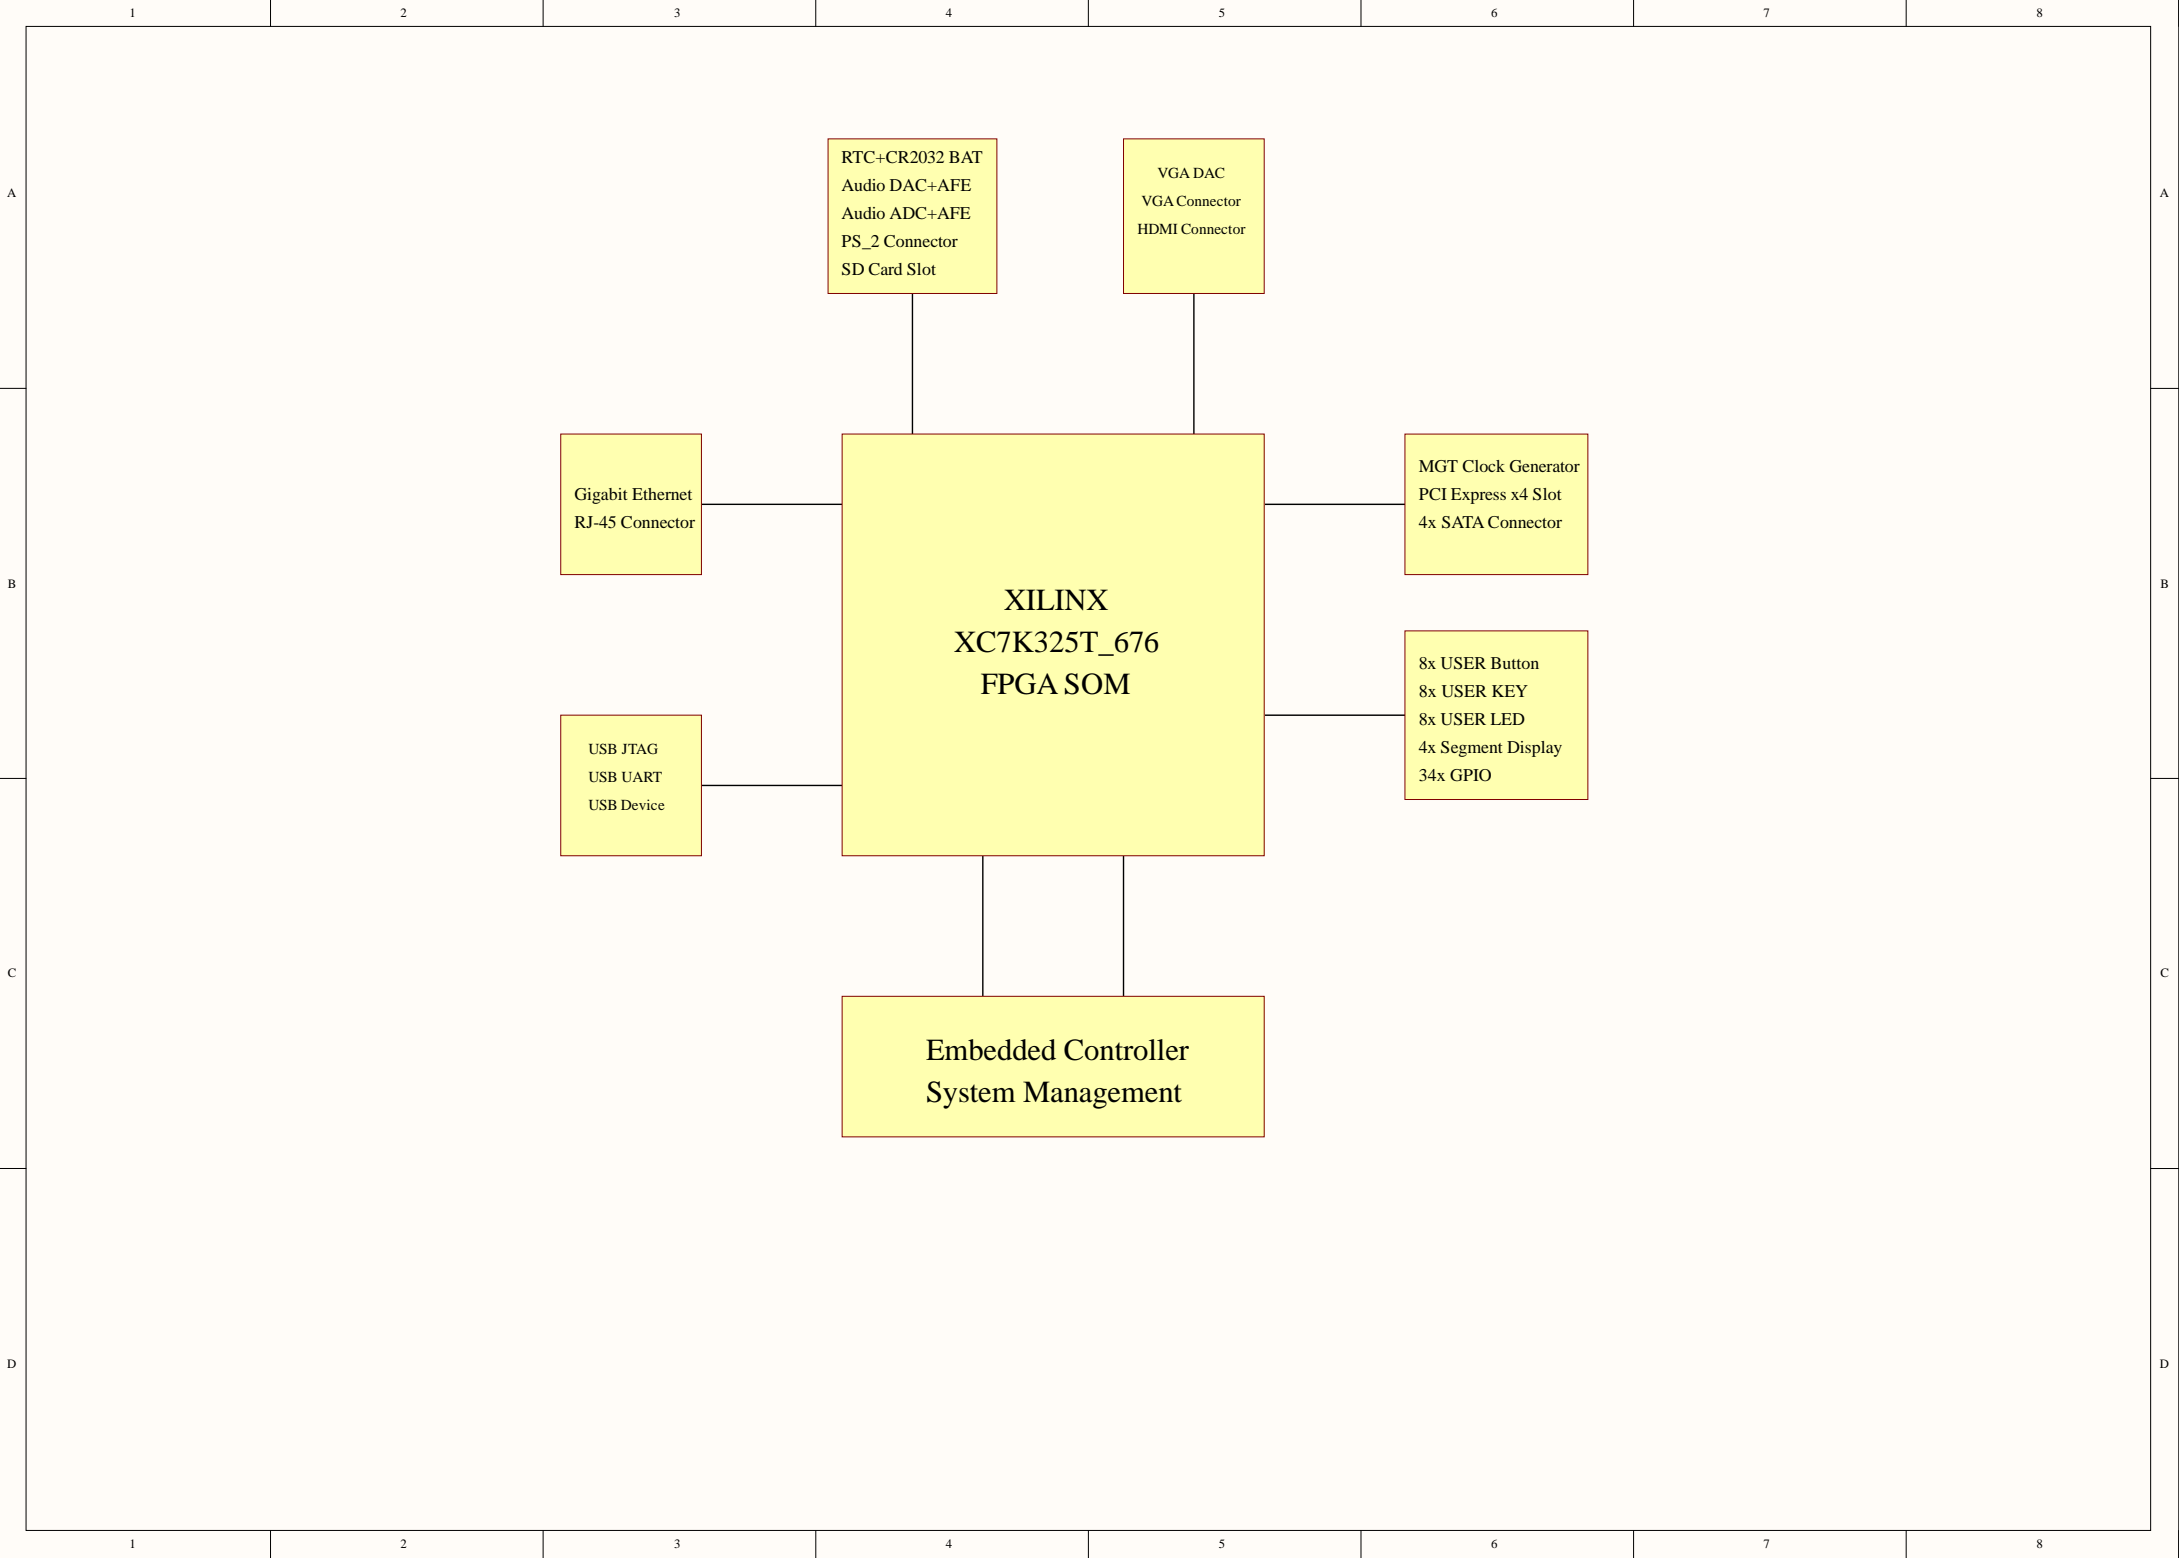 1 2 3 4 5 6 7 8
A A
RTC+CR2032 BAT
Audio DAC+AFE
Audio ADC+AFE
PS_2 Connector
SD Card Slot
VGA DAC
VGA Connector
HDMI Connector
Gigabit Ethernet
RJ-45 Connector
MGT Clock Generator
PCI Express x4 Slot
4x SATA Connector
B B
XILINX
XC7K325T_676
FPGA SOM
8x USER Button
8x USER KEY
8x USER LED
4x Segment Display
34x GPIO
USB JTAG
USB UART
USB Device
C C
Embedded Controller
System Management
D D
1 2 3 4 5 6 7 8